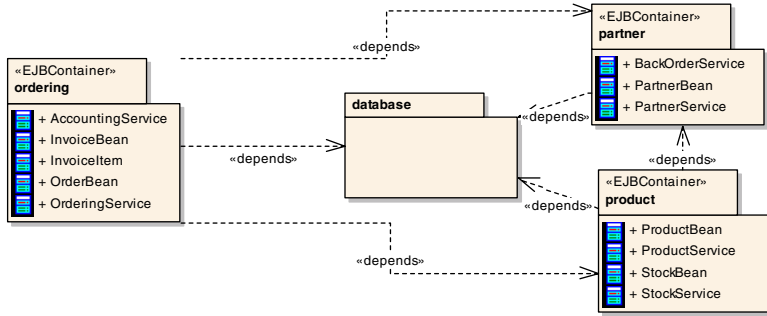 «EJBContainer»
partner
+ BackOrderService
+ PartnerBean
+ PartnerService
«depends»
«EJBContainer»
ordering
+ AccountingService
+ InvoiceBean
+ InvoiceItem
+ OrderBean
+ OrderingService
database
«depends»
«depends»
«depends»
«depends»
«EJBContainer»
product
+ ProductBean
+ ProductService
+ StockBean
+ StockService
«depends»